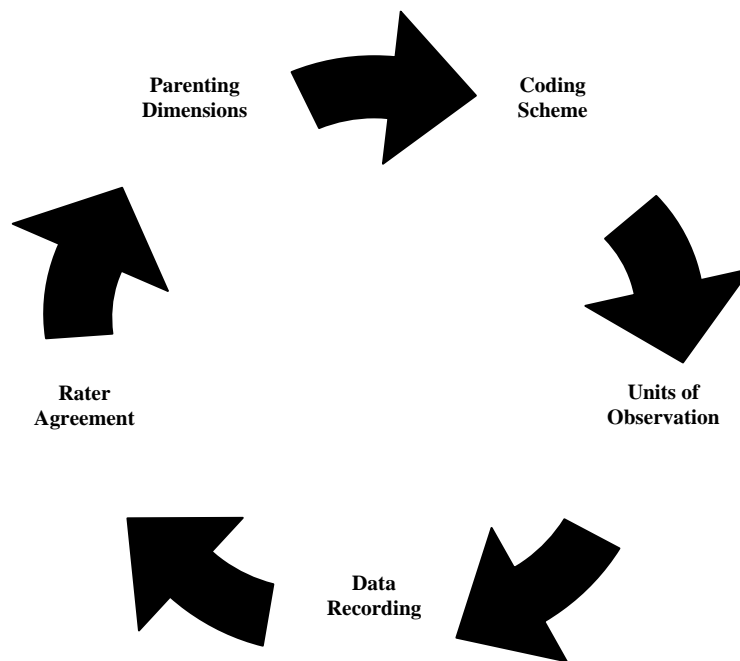 Parenting
Dimensions
Coding
Scheme
Units of
Observation
Data
Recording
Rater
Agreement